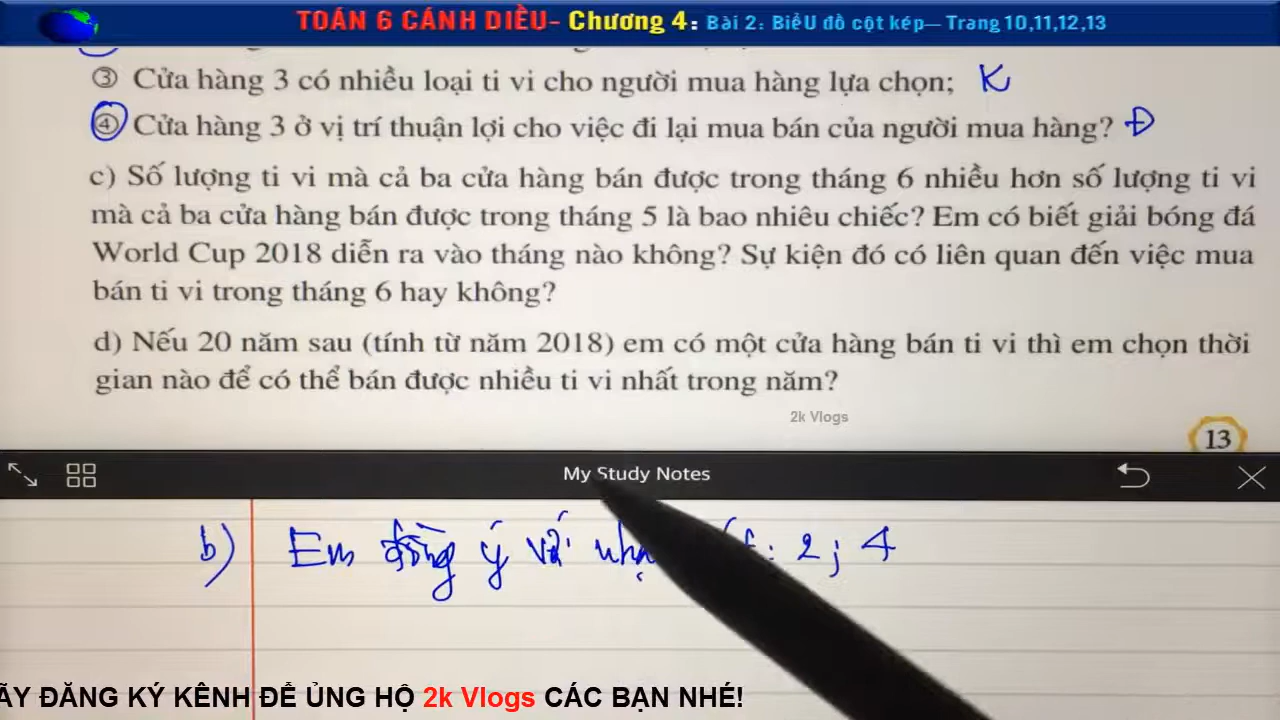 TOÁN 6 CÁNH DIỀU- Chương 4: Bài 2: BiểU đồ cột kép— Trang 10,11,12,13
③ Cửa hàng 3 có nhiều loại ti vi cho người mua hàng lựa chọn; K
④ Cửa hàng 3 ở vị trí thuận lợi cho việc đi lại mua bán của người mua hàng? Đ
c) Số lượng ti vi mà cả ba cửa hàng bán được trong tháng 6 nhiều hơn số lượng ti vi
mà cả ba cửa hàng bán được trong tháng 5 là bao nhiêu chiếc? Em có biết giải bóng đá
World Cup 2018 diễn ra vào tháng nào không? Sự kiện đó có liên quan đến việc mua
bán ti vi trong tháng 6 hay không?
d) Nếu 20 năm sau (tính từ năm 2018) em có một cửa hàng bán ti vi thì em chọn thời
gian nào để có thể bán được nhiều ti vi nhất trong năm?
2k Vlogs
13
My Study Notes
b) Em đồng ý với : 2 ; 4
ĐĂNG KÝ KÊNH ĐỂ ỦNG HỘ 2k Vlogs CÁC BẠN NHÉ!